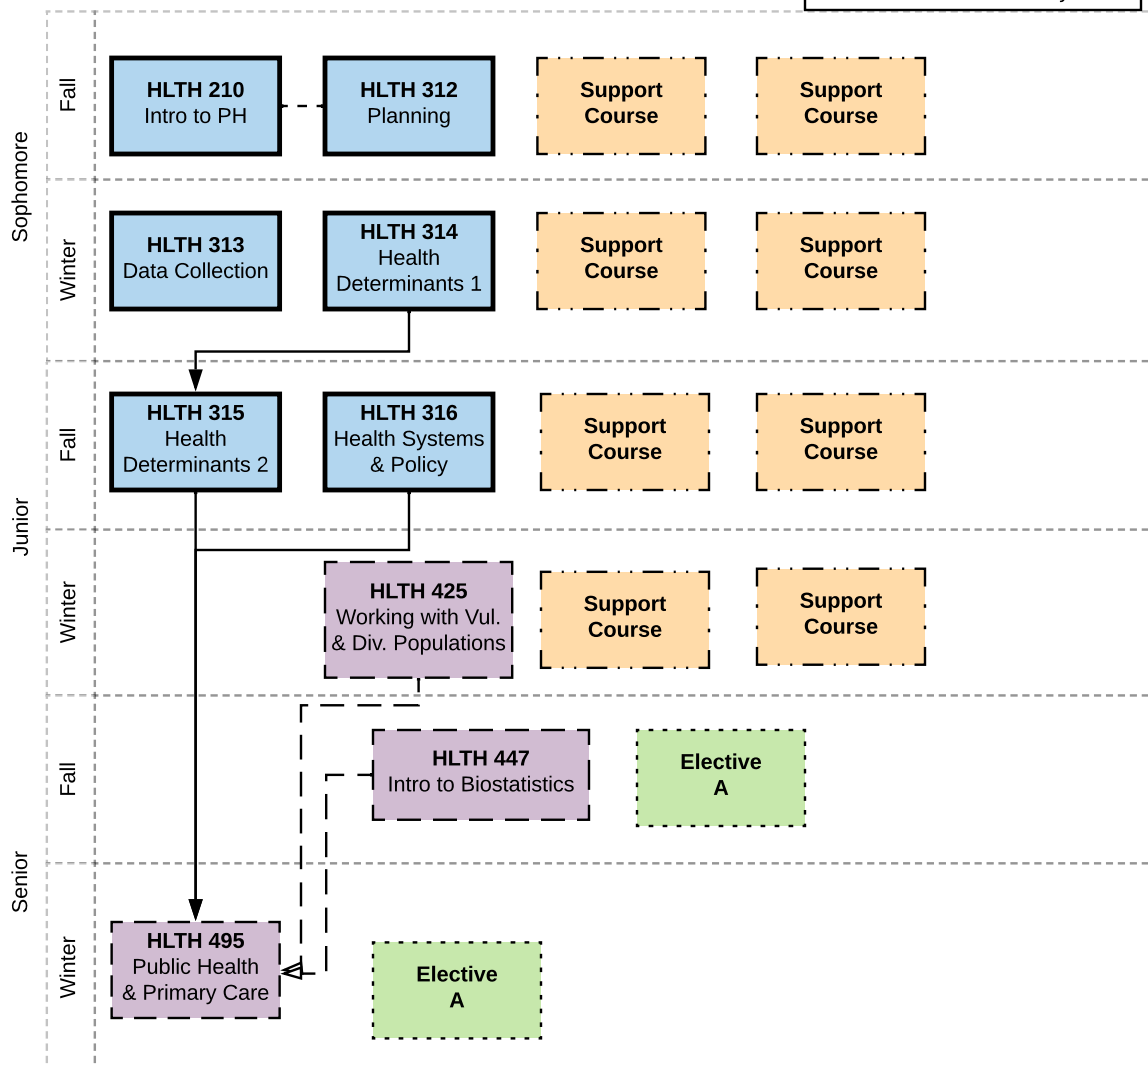 Sophomore
Fall
HLTH 210
Intro to PH
HLTH 312
Planning
Support
Course
Support
Course
Winter
HLTH 313
Data Collection
HLTH 314
Health
Determinants 1
Support
Course
Support
Course
Junior
Fall
HLTH 315
Health
Determinants 2
HLTH 316
Health Systems
& Policy
Support
Course
Support
Course
Winter
HLTH 425
Working with Vul.
& Div. Populations
Support
Course
Support
Course
Senior
Fall
HLTH 447
Intro to Biostatistics
Elective
A
Winter
HLTH 495
Public Health
& Primary Care
Elective
A